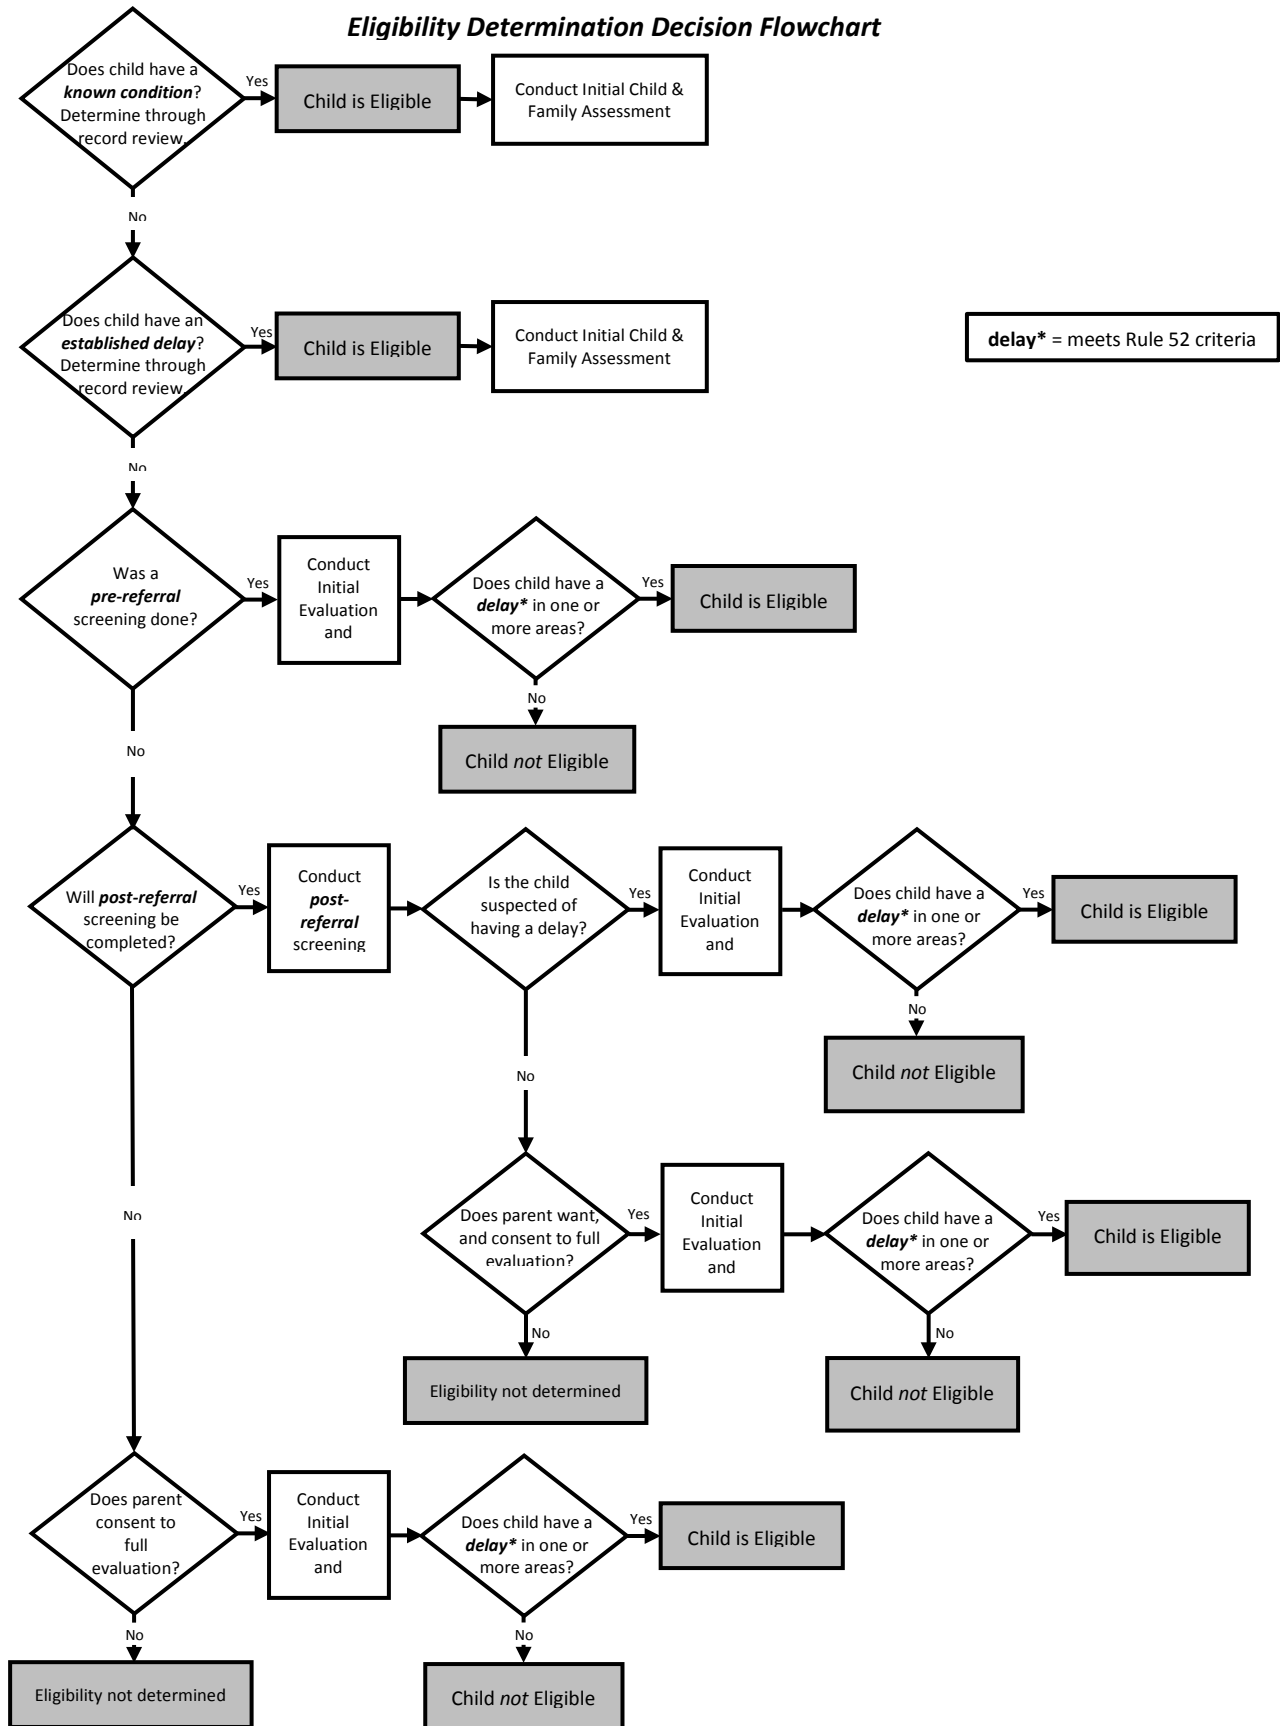 Eligibility Determination Decision Flowchart
Does child have a
known condition?
Determine through
record review.
Yes
Child is Eligible
Conduct Initial Child &
Family Assessment
No
Does child have an
established delay?
Determine through
record review.
Yes
Child is Eligible
Conduct Initial Child &
Family Assessment
delay* = meets Rule 52 criteria
No
Was a
pre-referral
screening done?
Yes
Conduct
Initial
Evaluation
and
Does child have a
delay* in one or
more areas?
Yes
Child is Eligible
No
Child not Eligible
No
Will post-referral
screening be
completed?
Yes
Conduct
post-
referral
screening
Is the child
suspected of
having a delay?
Yes
Conduct
Initial
Evaluation
and
Does child have a
delay* in one or
more areas?
Yes
Child is Eligible
No
Child not Eligible
No
Does parent want,
and consent to full
evaluation?
Yes
Conduct
Initial
Evaluation
and
Does child have a
delay* in one or
more areas?
Yes
Child is Eligible
No
Child not Eligible
No
Eligibility not determined
No
Does parent
consent to
full
evaluation?
Yes
Conduct
Initial
Evaluation
and
Does child have a
delay* in one or
more areas?
Yes
Child is Eligible
No
Child not Eligible
No
Eligibility not determined